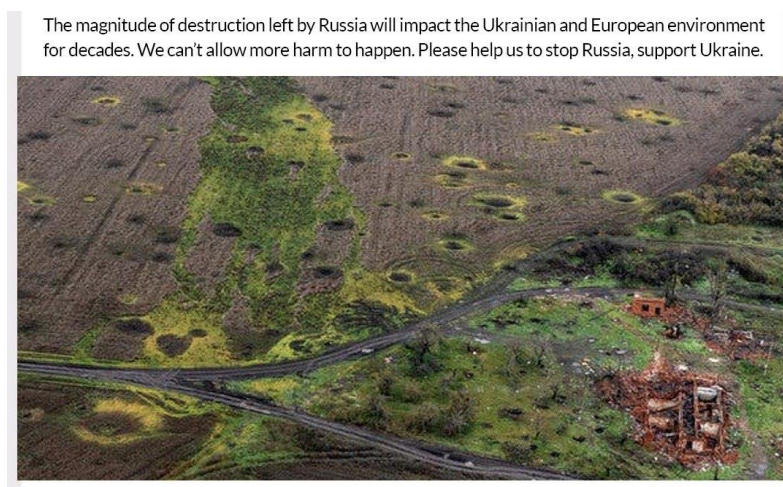 The magnitude of destruction left by Russia will impact the Ukrainian and European environment
for decades. We can’t allow more harm to happen. Please help us to stop Russia, support Ukraine.